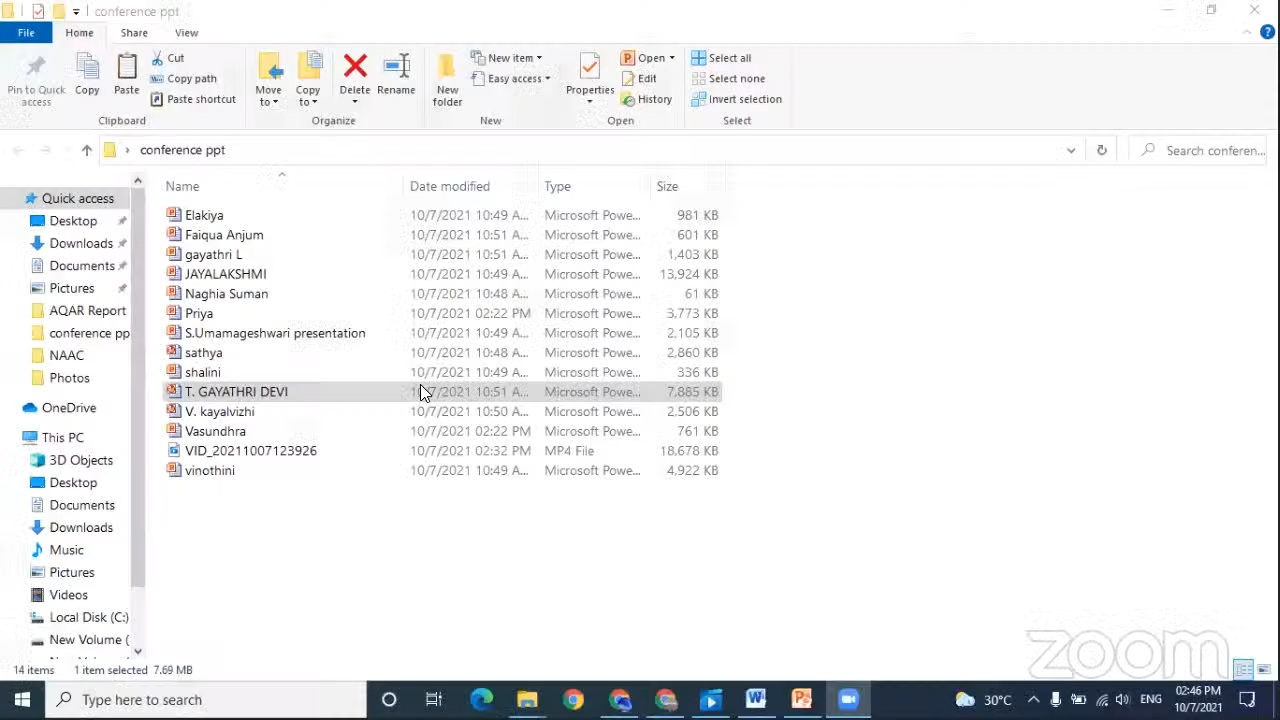 conference ppt
File Home Share View
Pin to Quick access
Copy
Paste
Cut
Copy path
Paste shortcut
Clipboard
Move to
Copy to
Delete
Rename
Organize
New folder
New item
Easy access
New
Properties
Open
Edit
History
Open
Select all
Select none
Invert selection
Select
conference ppt
Search conferen...
Name Date modified Type Size
Elakiya 10/7/2021 10:49 A... Microsoft Powe... 981 KB
Faiqua Anjum 10/7/2021 10:51 A... Microsoft Powe... 601 KB
gayathri L 10/7/2021 10:51 A... Microsoft Powe... 1,403 KB
JAYALAKSHMI 10/7/2021 10:49 A... Microsoft Powe... 13,924 KB
Naghia Suman 10/7/2021 10:48 A... Microsoft Powe... 61 KB
Priya 10/7/2021 02:22 PM Microsoft Powe... 3,773 KB
S.Umamageshwari presentation 10/7/2021 10:49 A... Microsoft Powe... 2,105 KB
sathya 10/7/2021 10:48 A... Microsoft Powe... 2,860 KB
shalini 10/7/2021 10:49 A... Microsoft Powe... 336 KB
T. GAYATHRI DEVI 10/7/2021 10:51 A... Microsoft Powe... 7,885 KB
V. kayalvizhi 10/7/2021 10:50 A... Microsoft Powe... 2,506 KB
Vasundhra 10/7/2021 02:22 PM Microsoft Powe... 761 KB
VID_20211007123926 10/7/2021 02:32 PM MP4 File 18,678 KB
vinothini 10/7/2021 10:49 A... Microsoft Powe... 4,922 KB
Quick access
Desktop
Downloads
Documents
Pictures
AQAR Report
conference pp
NAAC
Photos
OneDrive
This PC
3D Objects
Desktop
Documents
Downloads
Music
Pictures
Videos
Local Disk (C:)
New Volume (
zoom
14 items 1 item selected 7.69 MB
Type here to search
30°C
ENG
02:46 PM
10/7/2021